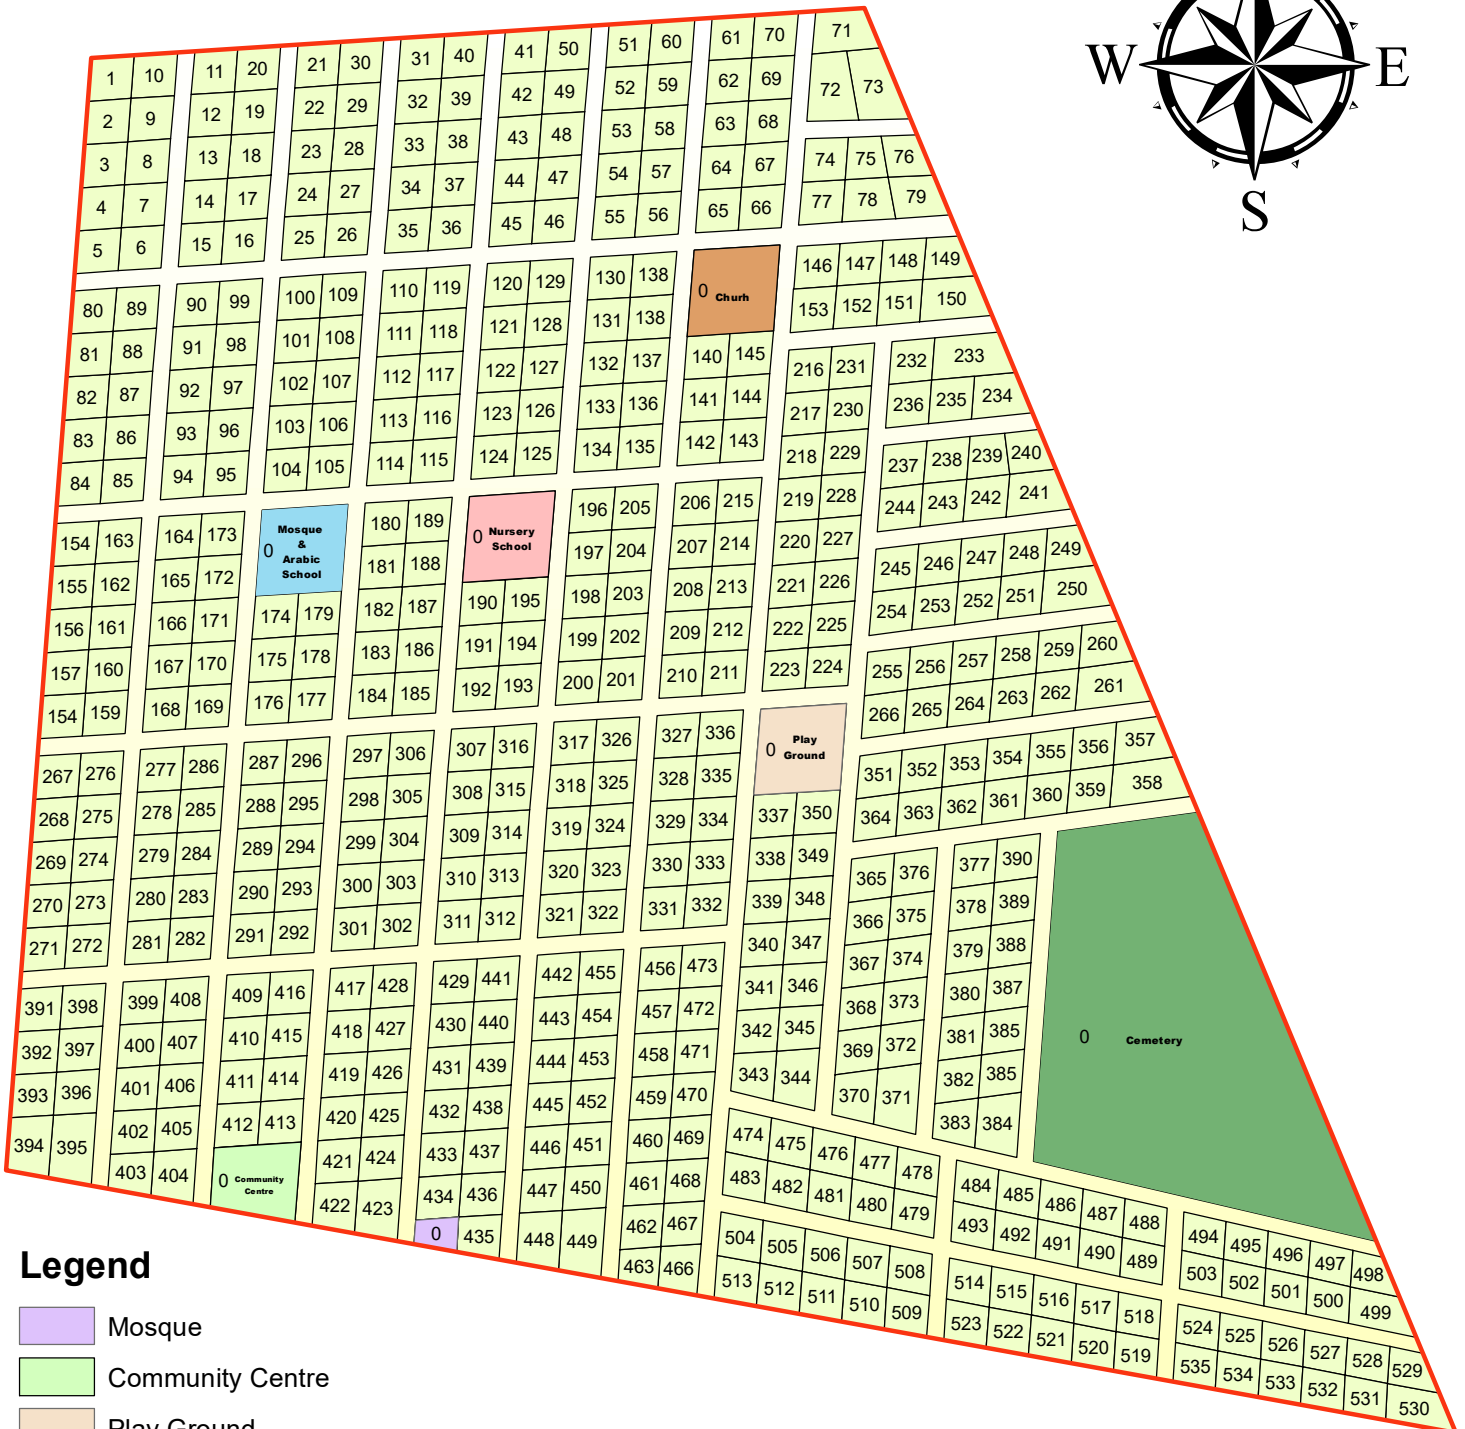 W E
S
1 10 11 20 21 30 31 40 41 50 51 60 61 70 71
2 9 12 19 22 29 32 39 42 49 52 59 62 69 72 73
3 8 13 18 23 28 33 38 43 48 53 58 63 68
4 7 14 17 24 27 34 37 44 47 54 57 64 67 74 75 76
5 6 15 16 25 26 35 36 45 46 55 56 65 66 77 78 79
80 89 90 99 100 109 110 119 120 129 130 138 0 Churh 146 147 148 149
81 88 91 98 101 108 111 118 121 128 131 138 153 152 151 150
82 87 92 97 102 107 112 117 122 127 132 137 140 145 216 231 232 233
83 86 93 96 103 106 113 116 123 126 133 136 141 144 217 230 236 235 234
84 85 94 95 104 105 114 115 124 125 134 135 142 143 218 229 237 238 239 240
219 228 244 243 242 241
154 163 164 173 0 Mosque
&
Arabic
School
180 189 0 Nursery
School
196 205 206 215 220 227 245 246 247 248 249
155 162 165 172 181 188 197 204 207 214 221 226 254 253 252 251 250
156 161 166 171 174 179 182 187 190 195 198 203 208 213 222 225 255 256 257 258 259 260
157 160 167 170 175 178 183 186 191 194 199 202 209 212 223 224 266 265 264 263 262 261
154 159 168 169 176 177 184 185 192 193 200 201 210 211
267 276 277 286 287 296 297 306 307 316 317 326 327 336 0 Play
Ground
351 352 353 354 355 356 357
268 275 278 285 288 295 298 305 308 315 318 325 328 335 364 363 362 361 360 359 358
269 274 279 284 289 294 299 304 309 314 319 324 329 334 337 350
270 273 280 283 290 293 300 303 310 313 320 323 330 333 338 349 365 376 377 390
271 272 281 282 291 292 301 302 311 312 321 322 331 332 339 348 366 375 378 389
340 347 367 374 379 388
391 398 399 408 409 416 417 428 429 441 442 455 456 473 341 346 368 373 380 387
392 397 400 407 410 415 418 427 430 440 443 454 457 472 342 345 369 372 381 385
393 396 401 406 411 414 419 426 431 439 444 453 458 471 343 344 370 371 382 385
394 395 402 405 412 413 420 425 432 438 445 452 459 470 383 384
0 Cemetery
403 404 0 Community
Centre
421 424 433 437 446 451 460 469 474 475 476 477 478
422 423 434 436 447 450 461 468 483 482 481 480 479
0 435 448 449 462 467
463 466
484 485 486 487 488
493 492 491 490 489
494 495 496 497 498
503 502 501 500 499
504 505 506 507 508
513 512 511 510 509
514 515 516 517 518
523 522 521 520 519
524 525 526 527 528 529
535 534 533 532 531 530
Legend
Mosque
Community Centre
Play Ground